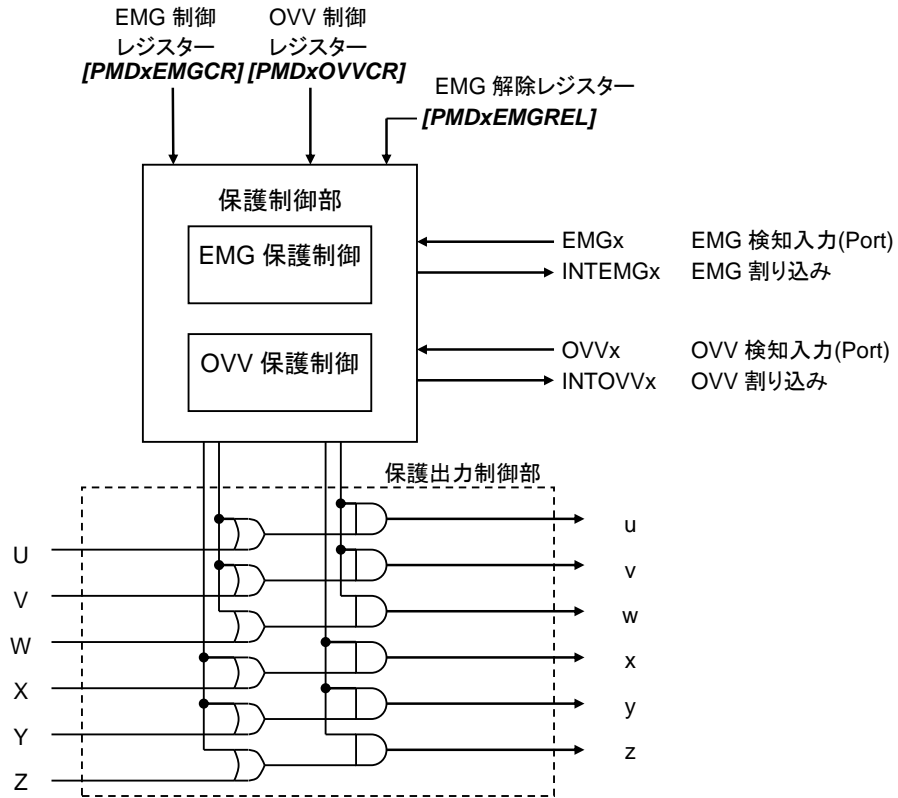 EMG 制御
レジスター
[PMDxEMGCR]
OVV 制御
レジスター
[PMDxOVVCR]
EMG 解除レジスター
[PMDxEMGREL]
保護制御部
EMG 保護制御
OVV 保護制御
EMGx EMG 検知入力(Port)
INTEMGx EMG 割り込み
OVVx OVV 検知入力(Port)
INTOVVx OVV 割り込み
保護出力制御部
U
V
W
X
Y
Z
u
v
w
x
y
z